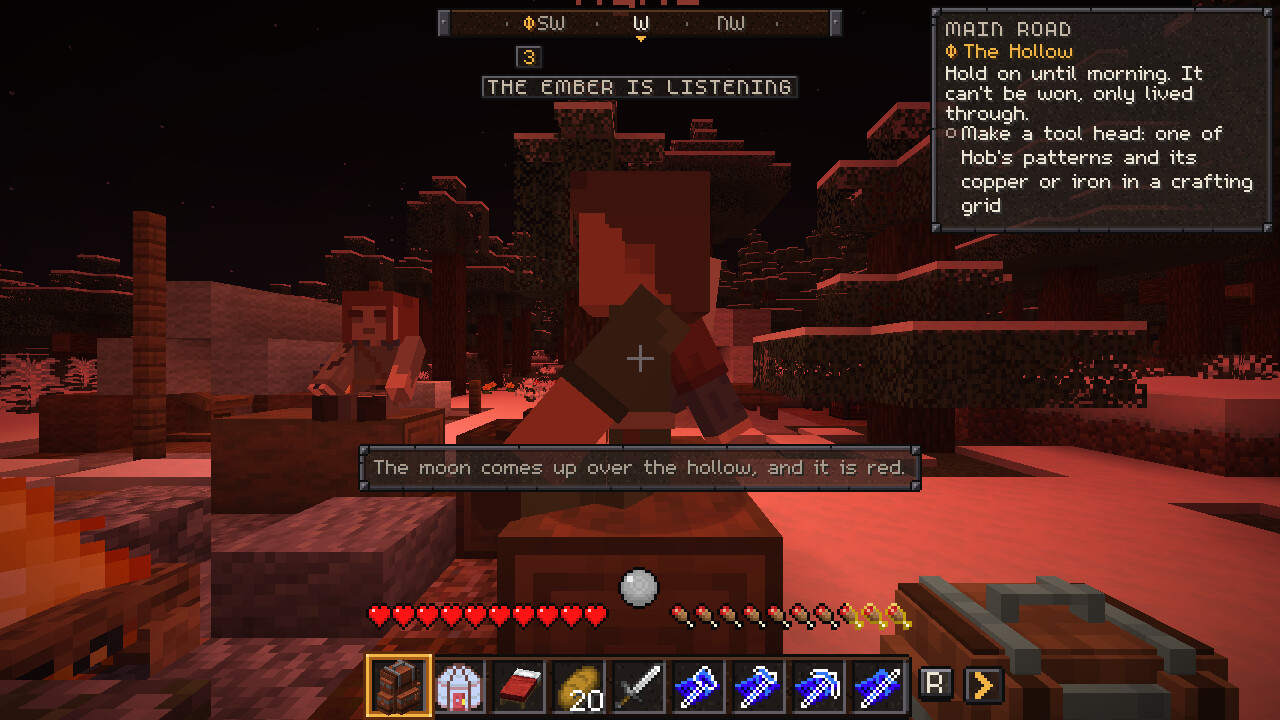 SW W NW
3
THE EMBER IS LISTENING
MAIN ROAD
The Hollow
Hold on until morning. It
can't be won, only lived
through.
Make a tool head: one of
Hob's patterns and its
copper or iron in a crafting
grid
The moon comes up over the hollow, and it is red.
20
R